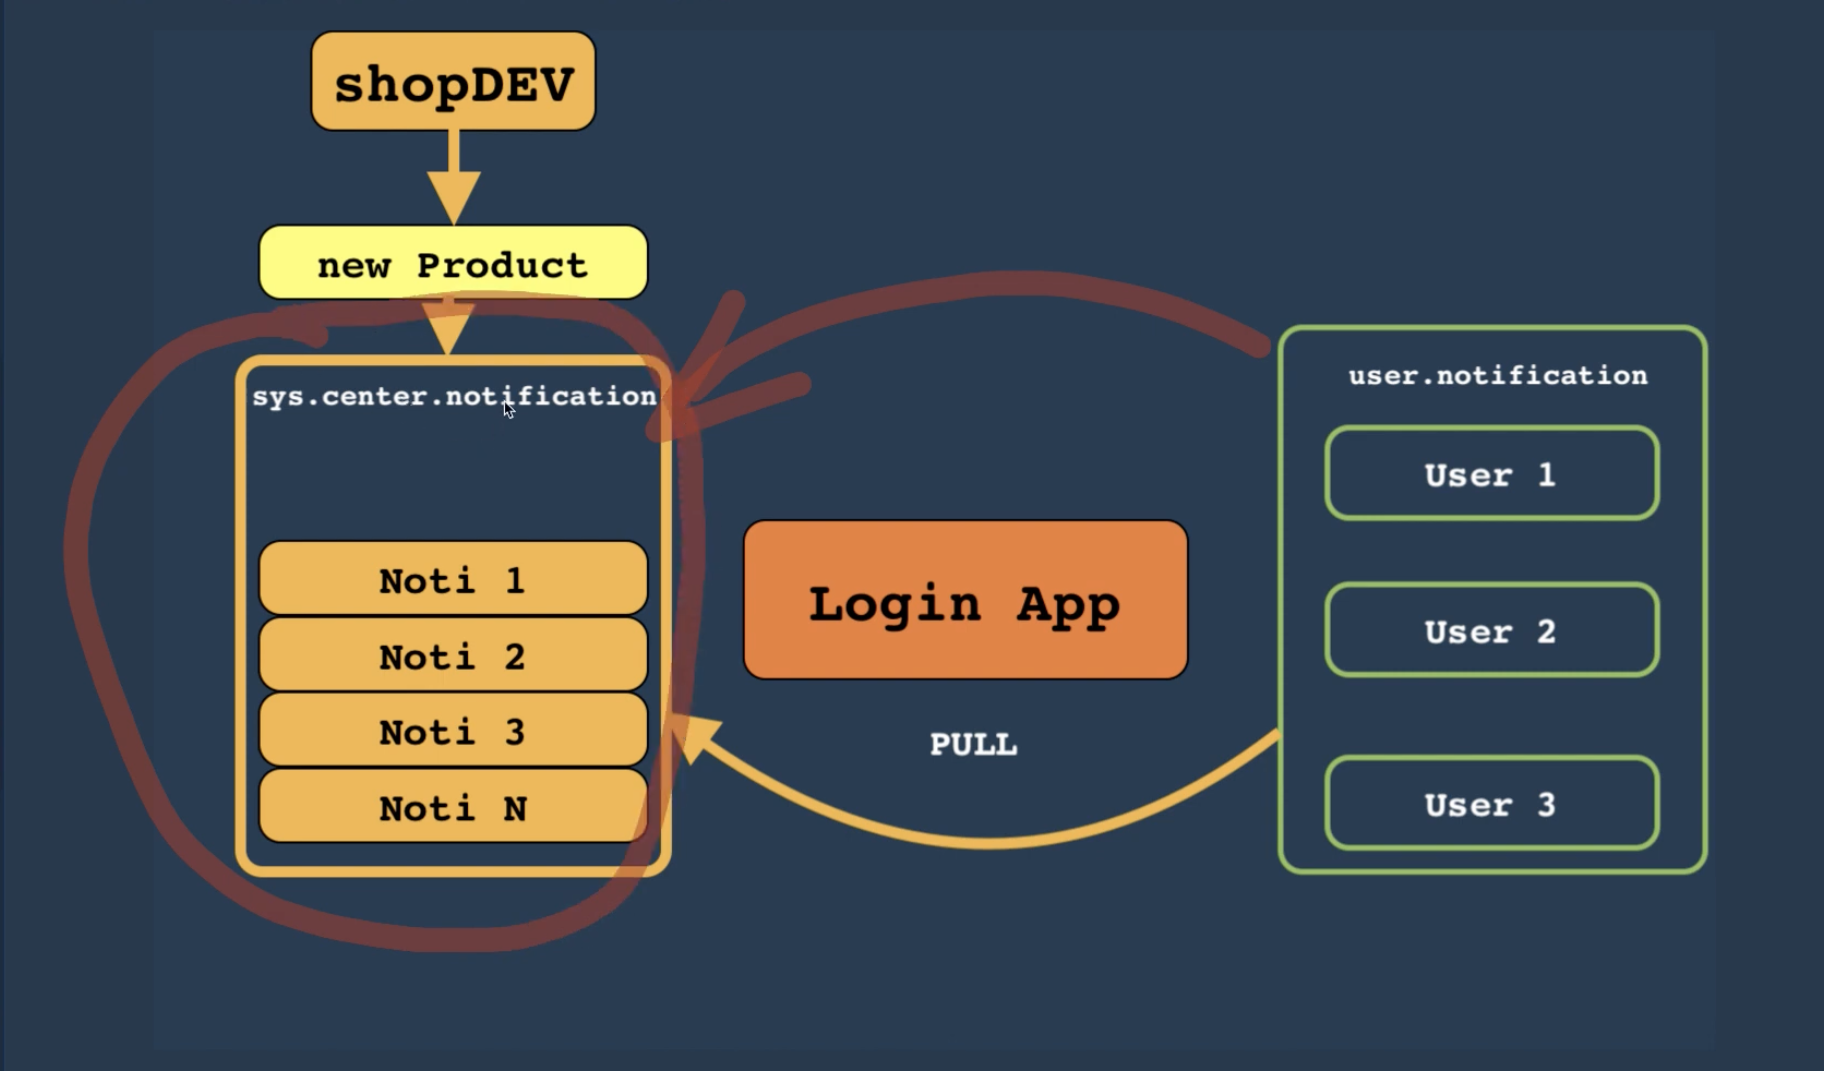 shopDEV
new Product
sys.center.notification
Noti 1
Noti 2
Noti 3
Noti N
Login App
PULL
user.notification
User 1
User 2
User 3